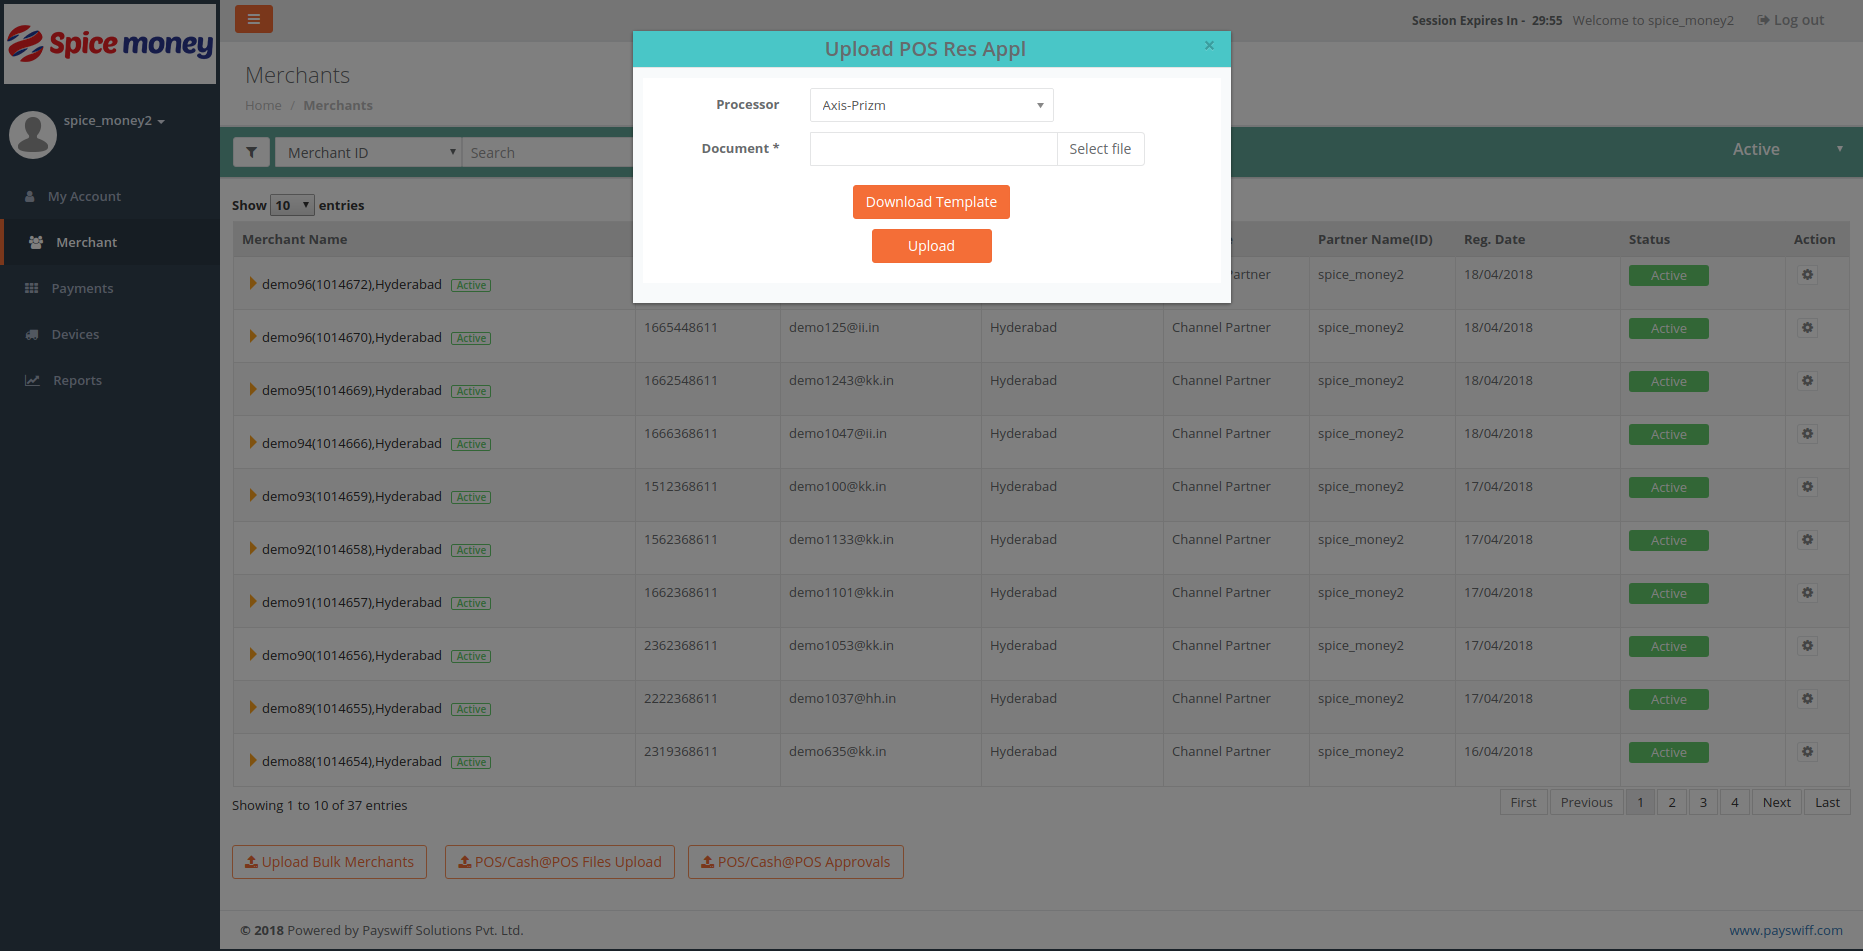 Spice money
Session Expires In - 29:55 Welcome to spice_money2 Log out
Upload POS Res Appl ×
spice_money2
My Account
Merchant
Payments
Devices
Reports
Merchants
Home / Merchants
Processor Axis-Prizm
Document * Select file
Download Template
Upload
Merchant ID Search Active
Show 10 entries
Merchant Name Partner Name(ID) Reg. Date Status Action
demo96(1014672),Hyderabad Active artner spice_money2 18/04/2018 Active
demo96(1014670),Hyderabad Active 1665448611 demo125@ii.in Hyderabad Channel Partner spice_money2 18/04/2018 Active
demo95(1014669),Hyderabad Active 1662548611 demo1243@kk.in Hyderabad Channel Partner spice_money2 18/04/2018 Active
demo94(1014666),Hyderabad Active 1666368611 demo1047@ii.in Hyderabad Channel Partner spice_money2 18/04/2018 Active
demo93(1014659),Hyderabad Active 1512368611 demo100@kk.in Hyderabad Channel Partner spice_money2 17/04/2018 Active
demo92(1014658),Hyderabad Active 1562368611 demo1133@kk.in Hyderabad Channel Partner spice_money2 17/04/2018 Active
demo91(1014657),Hyderabad Active 1662368611 demo1101@kk.in Hyderabad Channel Partner spice_money2 17/04/2018 Active
demo90(1014656),Hyderabad Active 2362368611 demo1053@kk.in Hyderabad Channel Partner spice_money2 17/04/2018 Active
demo89(1014655),Hyderabad Active 2222368611 demo1037@hh.in Hyderabad Channel Partner spice_money2 17/04/2018 Active
demo88(1014654),Hyderabad Active 2319368611 demo635@kk.in Hyderabad Channel Partner spice_money2 16/04/2018 Active
Showing 1 to 10 of 37 entries First Previous 1 2 3 4 Next Last
Upload Bulk Merchants POS/Cash@POS Files Upload POS/Cash@POS Approvals
© 2018 Powered by Payswiff Solutions Pvt. Ltd. www.payswiff.com